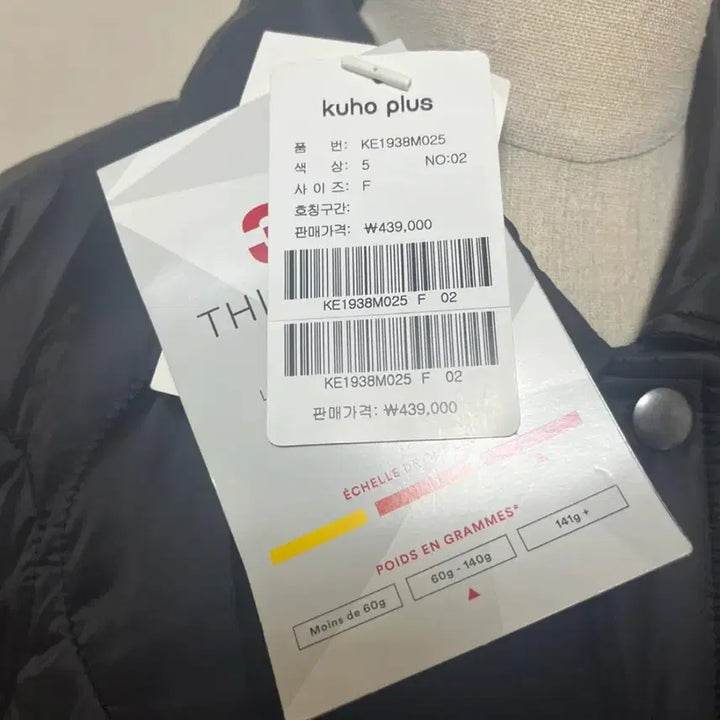 kuho plus
품 번: KE1938M025
색 상: 5 NO:02
사 이 즈: F
호칭구간:
판매가격: ₩439,000
KE1938M025 F 02
KE1938M025 F 02
판매가격: ₩439,000
THI
L
ÉCHELLE DE
POIDS EN GRAMMES*
Moins de 60g
60g - 140g
141g +